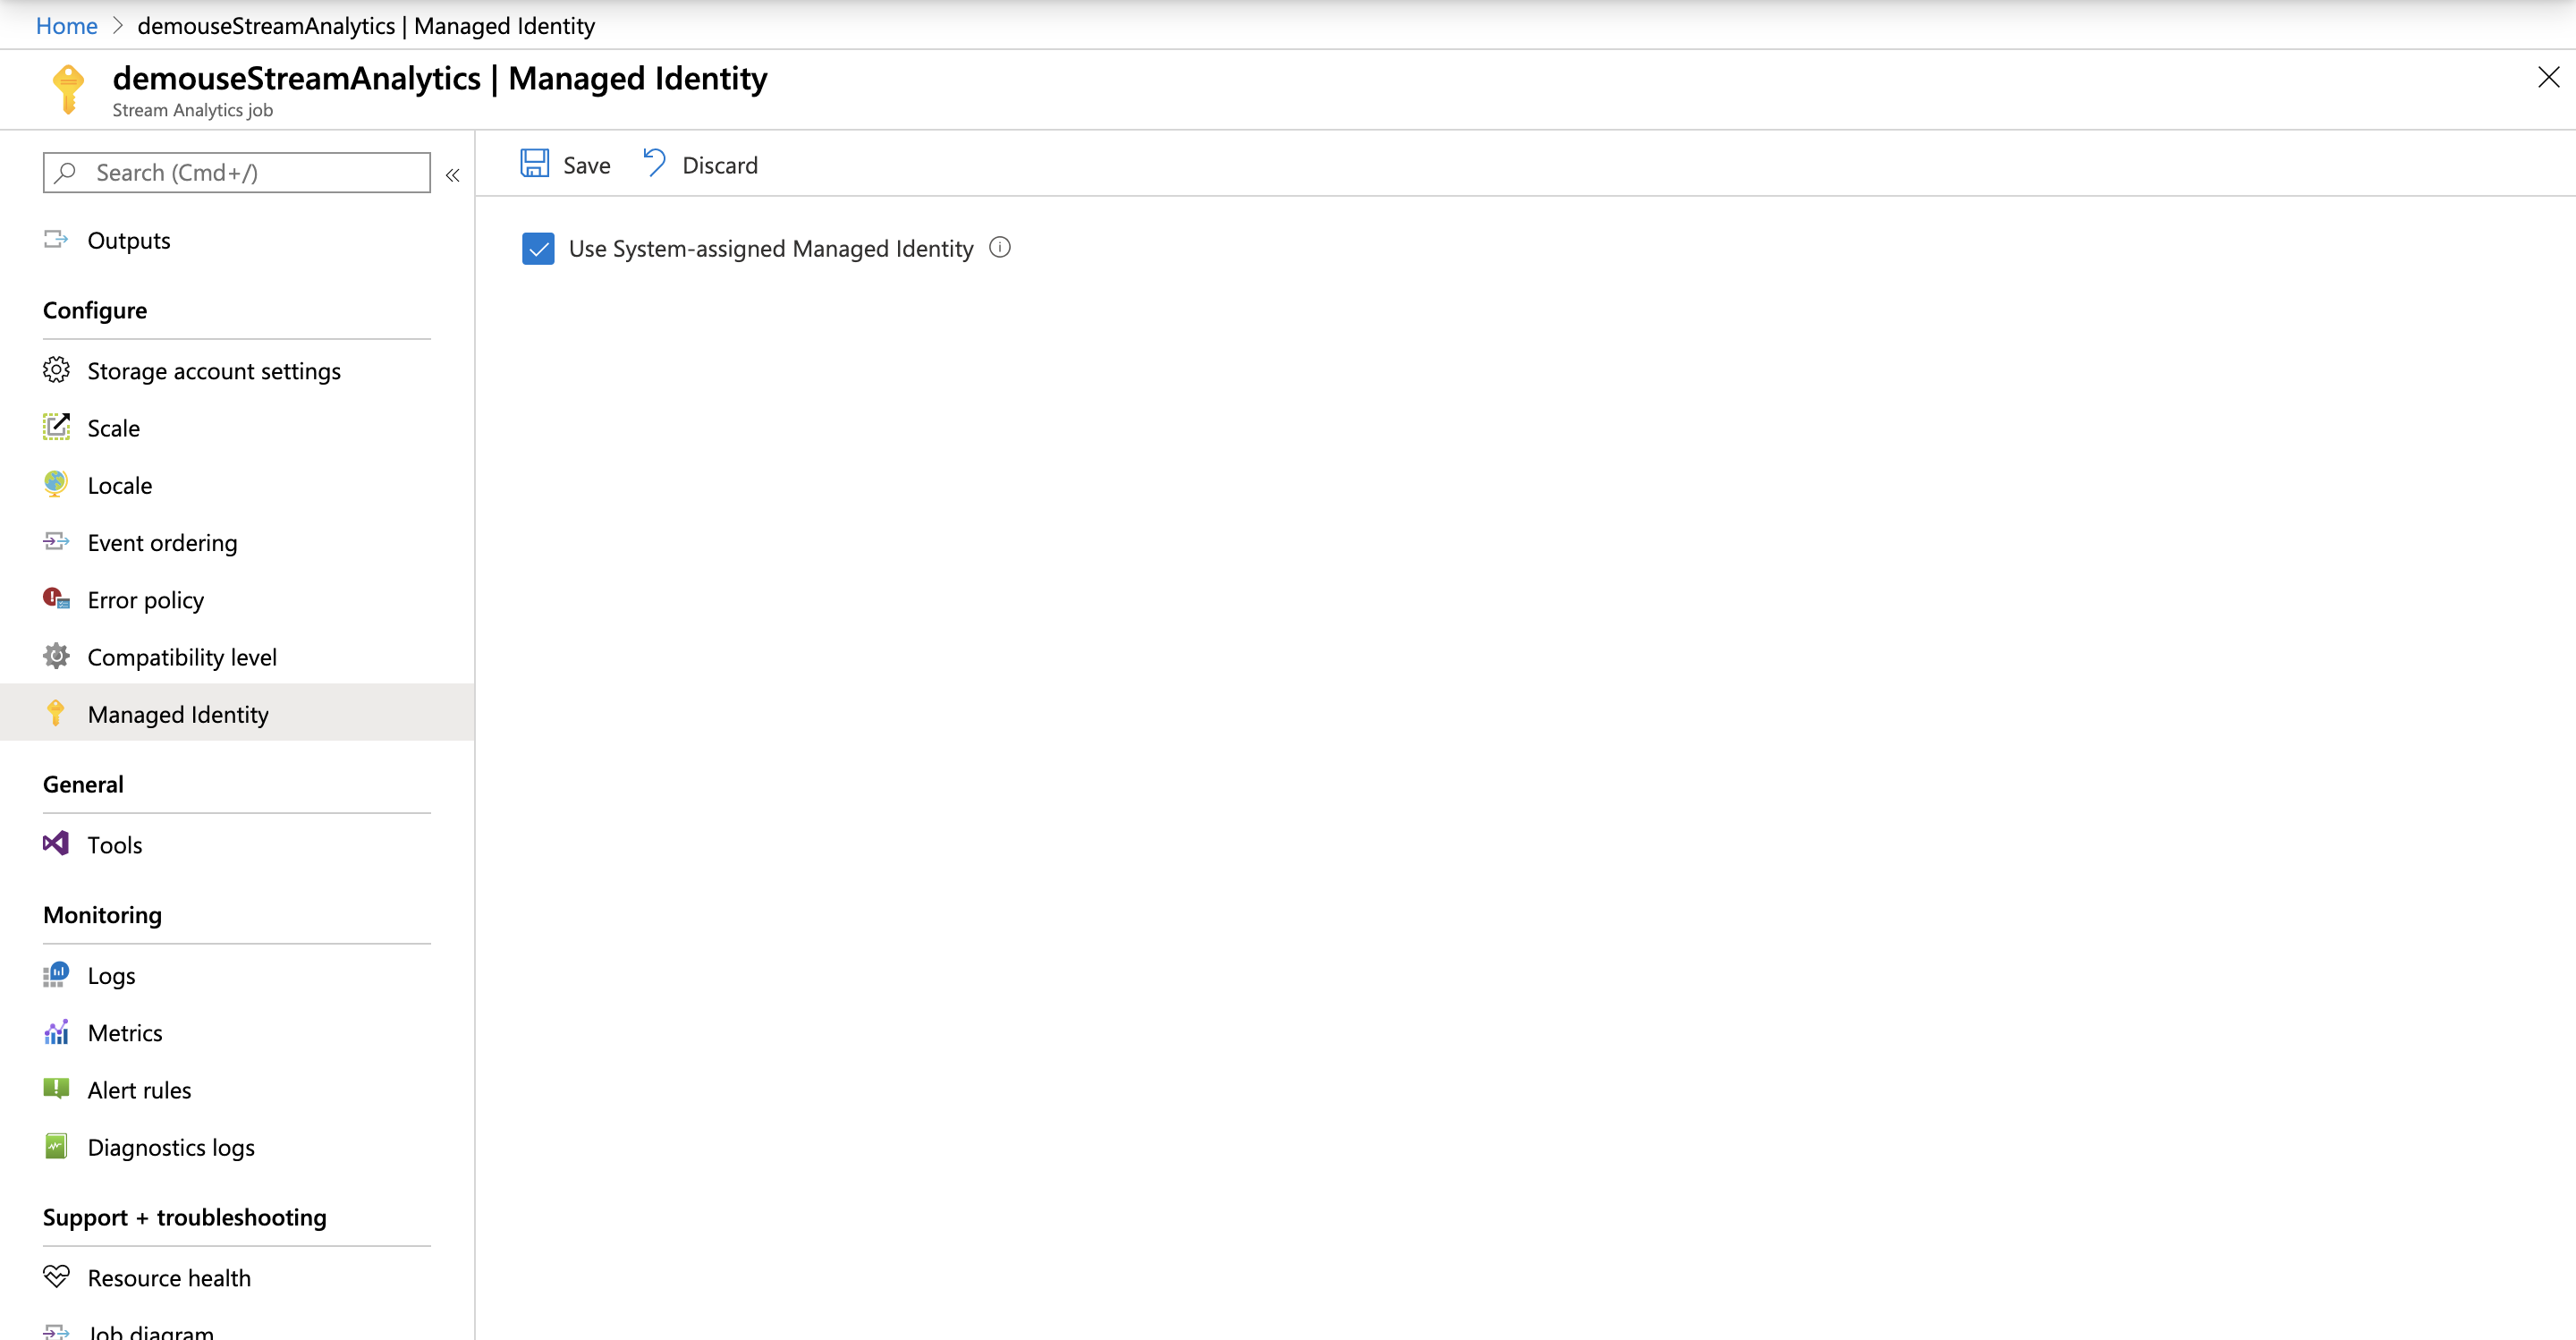 Home > demouseStreamAnalytics | Managed Identity
demouseStreamAnalytics | Managed Identity
Stream Analytics job
Search (Cmd+/)
«
Save
Discard
Use System-assigned Managed Identity
Outputs
Configure
Storage account settings
Scale
Locale
Event ordering
Error policy
Compatibility level
Managed Identity
General
Tools
Monitoring
Logs
Metrics
Alert rules
Diagnostics logs
Support + troubleshooting
Resource health
Job diagram